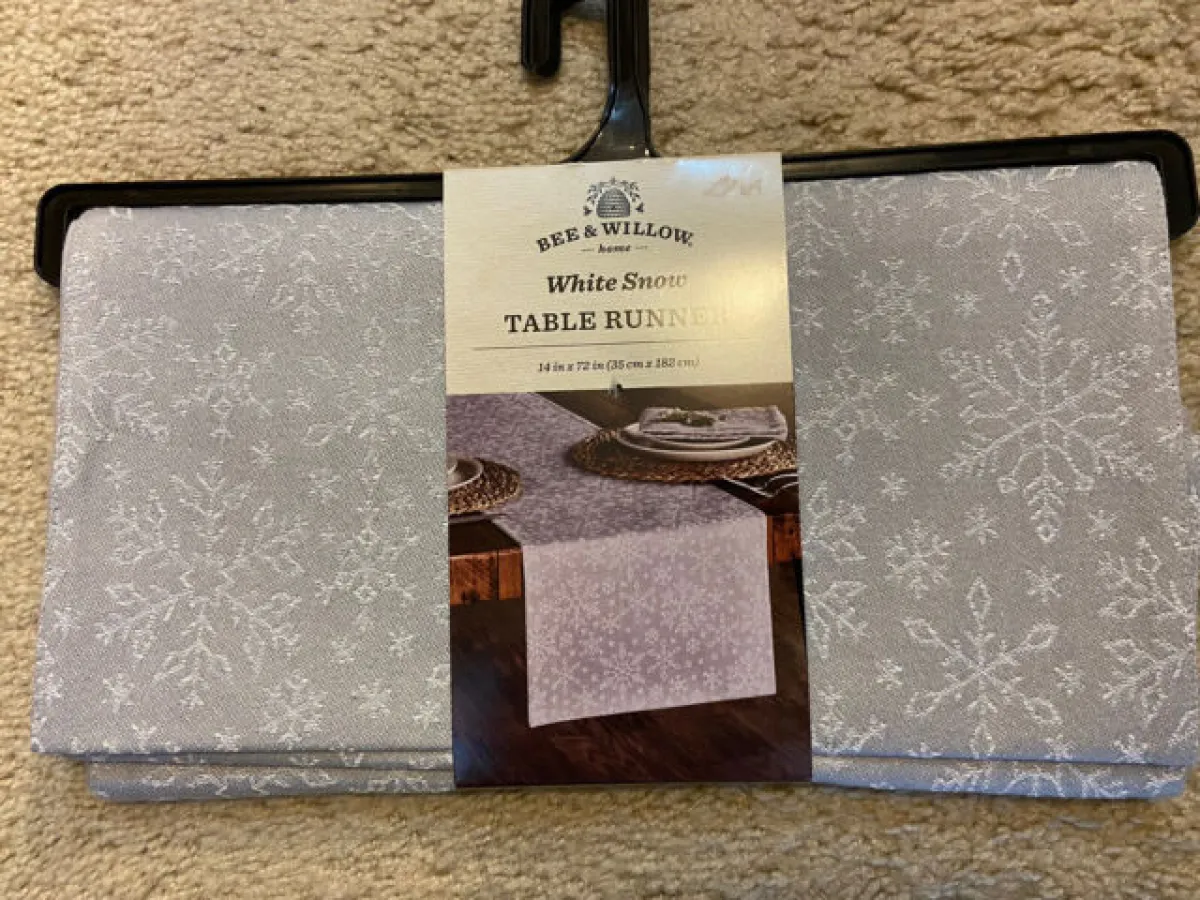 BEE & WILLOW
home
White Snow
TABLE RUNNER
14 in x 72 in (35 cm x 182 cm)